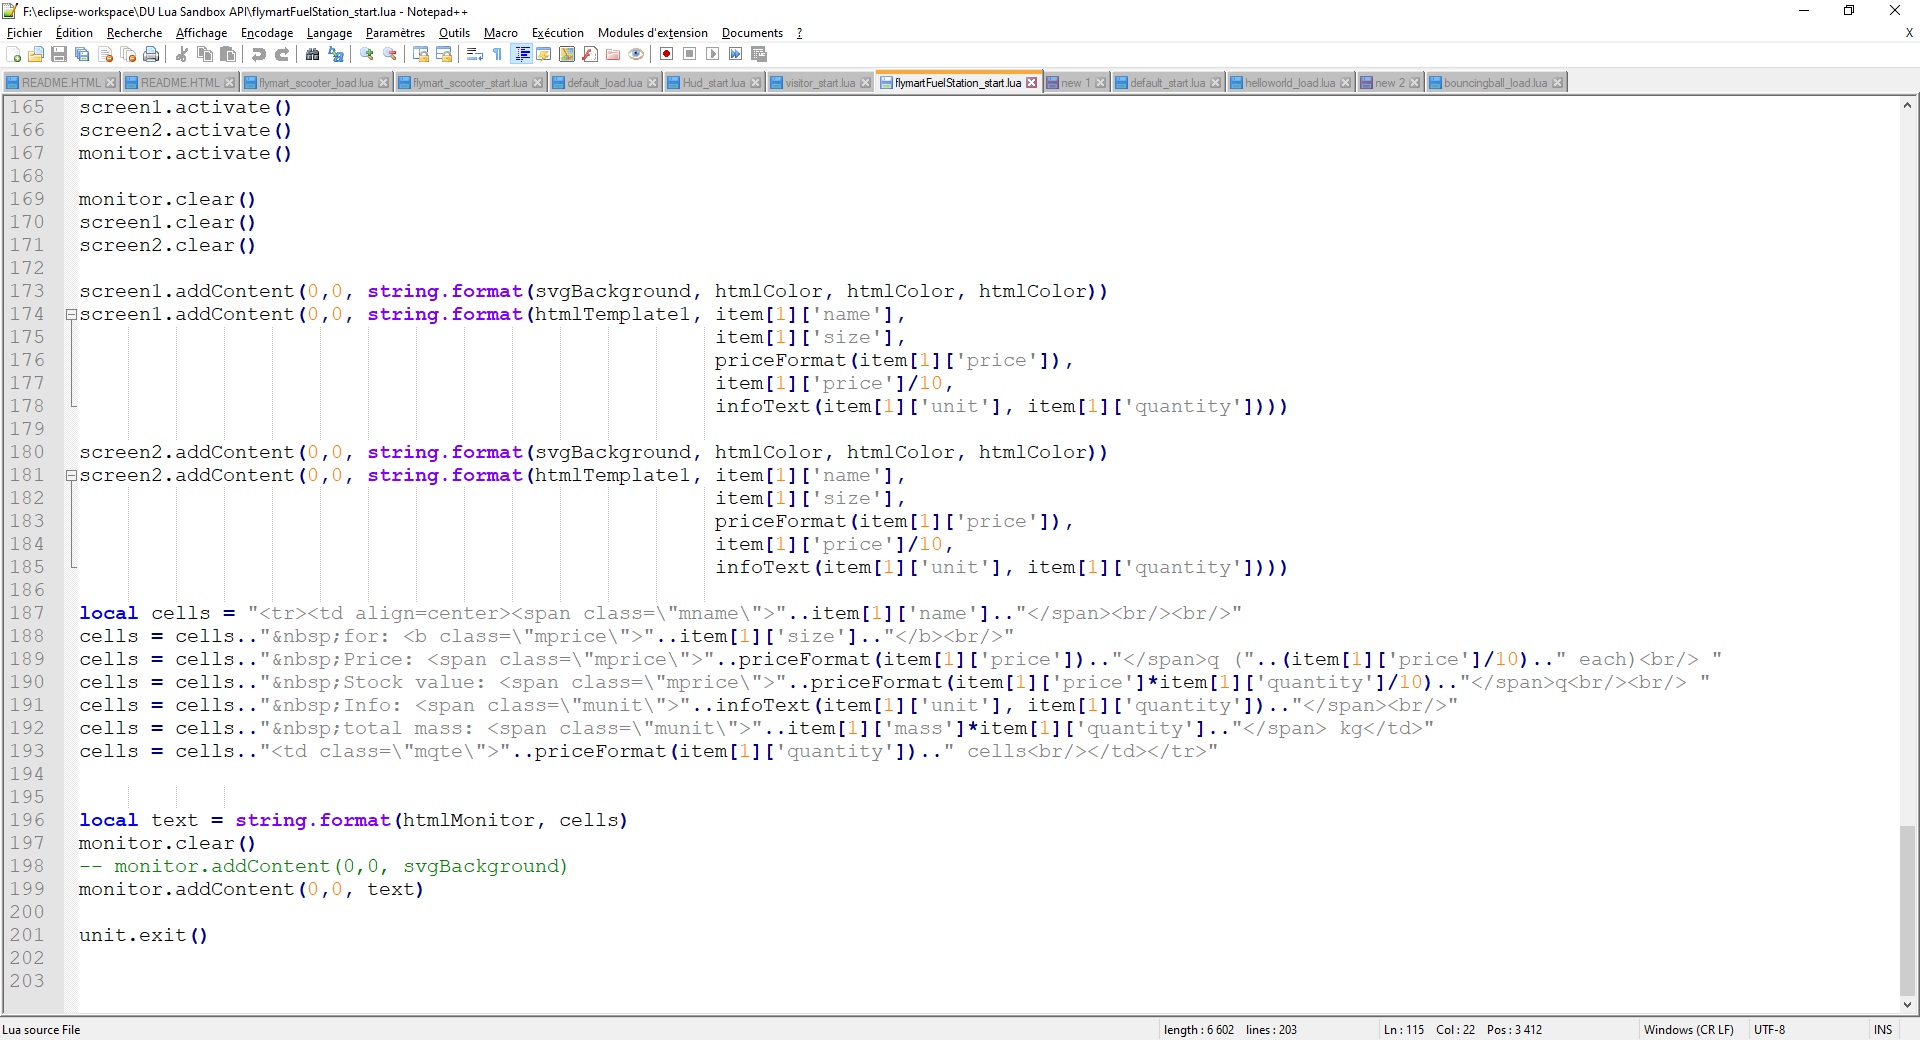 F:\eclipse-workspace\DU Lua Sandbox API\flymartFuelStation_start.lua - Notepad++
Fichier Édition Recherche Affichage Encodage Langage Paramètres Outils Macro Exécution Modules d'extension Documents ? X
README.HTML README.HTML flymart_scooter_load.lua flymart_scooter_start.lua default_load.lua Hud_start.lua visitor_start.lua flymartFuelStation_start.lua new 1 default_start.lua helloworld_load.lua new 2 bouncingball_load.lua
165 screen1.activate()
166 screen2.activate()
167 monitor.activate()
168
169 monitor.clear()
170 screen1.clear()
171 screen2.clear()
172
173 screen1.addContent(0,0, string.format(svgBackground, htmlColor, htmlColor, htmlColor))
174 screen1.addContent(0,0, string.format(htmlTemplate1, item[1]['name'],
175 item[1]['size'],
176 priceFormat(item[1]['price']),
177 item[1]['price']/10,
178 infoText(item[1]['unit'], item[1]['quantity'])))
179
180 screen2.addContent(0,0, string.format(svgBackground, htmlColor, htmlColor, htmlColor))
181 screen2.addContent(0,0, string.format(htmlTemplate1, item[1]['name'],
182 item[1]['size'],
183 priceFormat(item[1]['price']),
184 item[1]['price']/10,
185 infoText(item[1]['unit'], item[1]['quantity'])))
186
187 local cells = "<tr><td align=center><span class=\"mname\">"..item[1]['name'].."</span><br/><br/>"
188 cells = cells.."&nbsp;for: <b class=\"mprice\">"..item[1]['size'].."</b><br/>"
189 cells = cells.."&nbsp;Price: <span class=\"mprice\">"..priceFormat(item[1]['price']).."</span>q ("..(item[1]['price']/10).." each)<br/> "
190 cells = cells.."&nbsp;Stock value: <span class=\"mprice\">"..priceFormat(item[1]['price']*item[1]['quantity']/10).."</span>q<br/><br/> "
191 cells = cells.."&nbsp;Info: <span class=\"munit\">"..infoText(item[1]['unit'], item[1]['quantity']).."</span><br/>"
192 cells = cells.."&nbsp;total mass: <span class=\"munit\">"..item[1]['mass']*item[1]['quantity'].."</span> kg</td>"
193 cells = cells.."<td class=\"mqte\">"..priceFormat(item[1]['quantity']).." cells<br/></td></tr>"
194
195
196 local text = string.format(htmlMonitor, cells)
197 monitor.clear()
198 -- monitor.addContent(0,0, svgBackground)
199 monitor.addContent(0,0, text)
200
201 unit.exit()
202
203
Lua source File length : 6 602 lines : 203 Ln : 115 Col : 22 Pos : 3 412 Windows (CR LF) UTF-8 INS